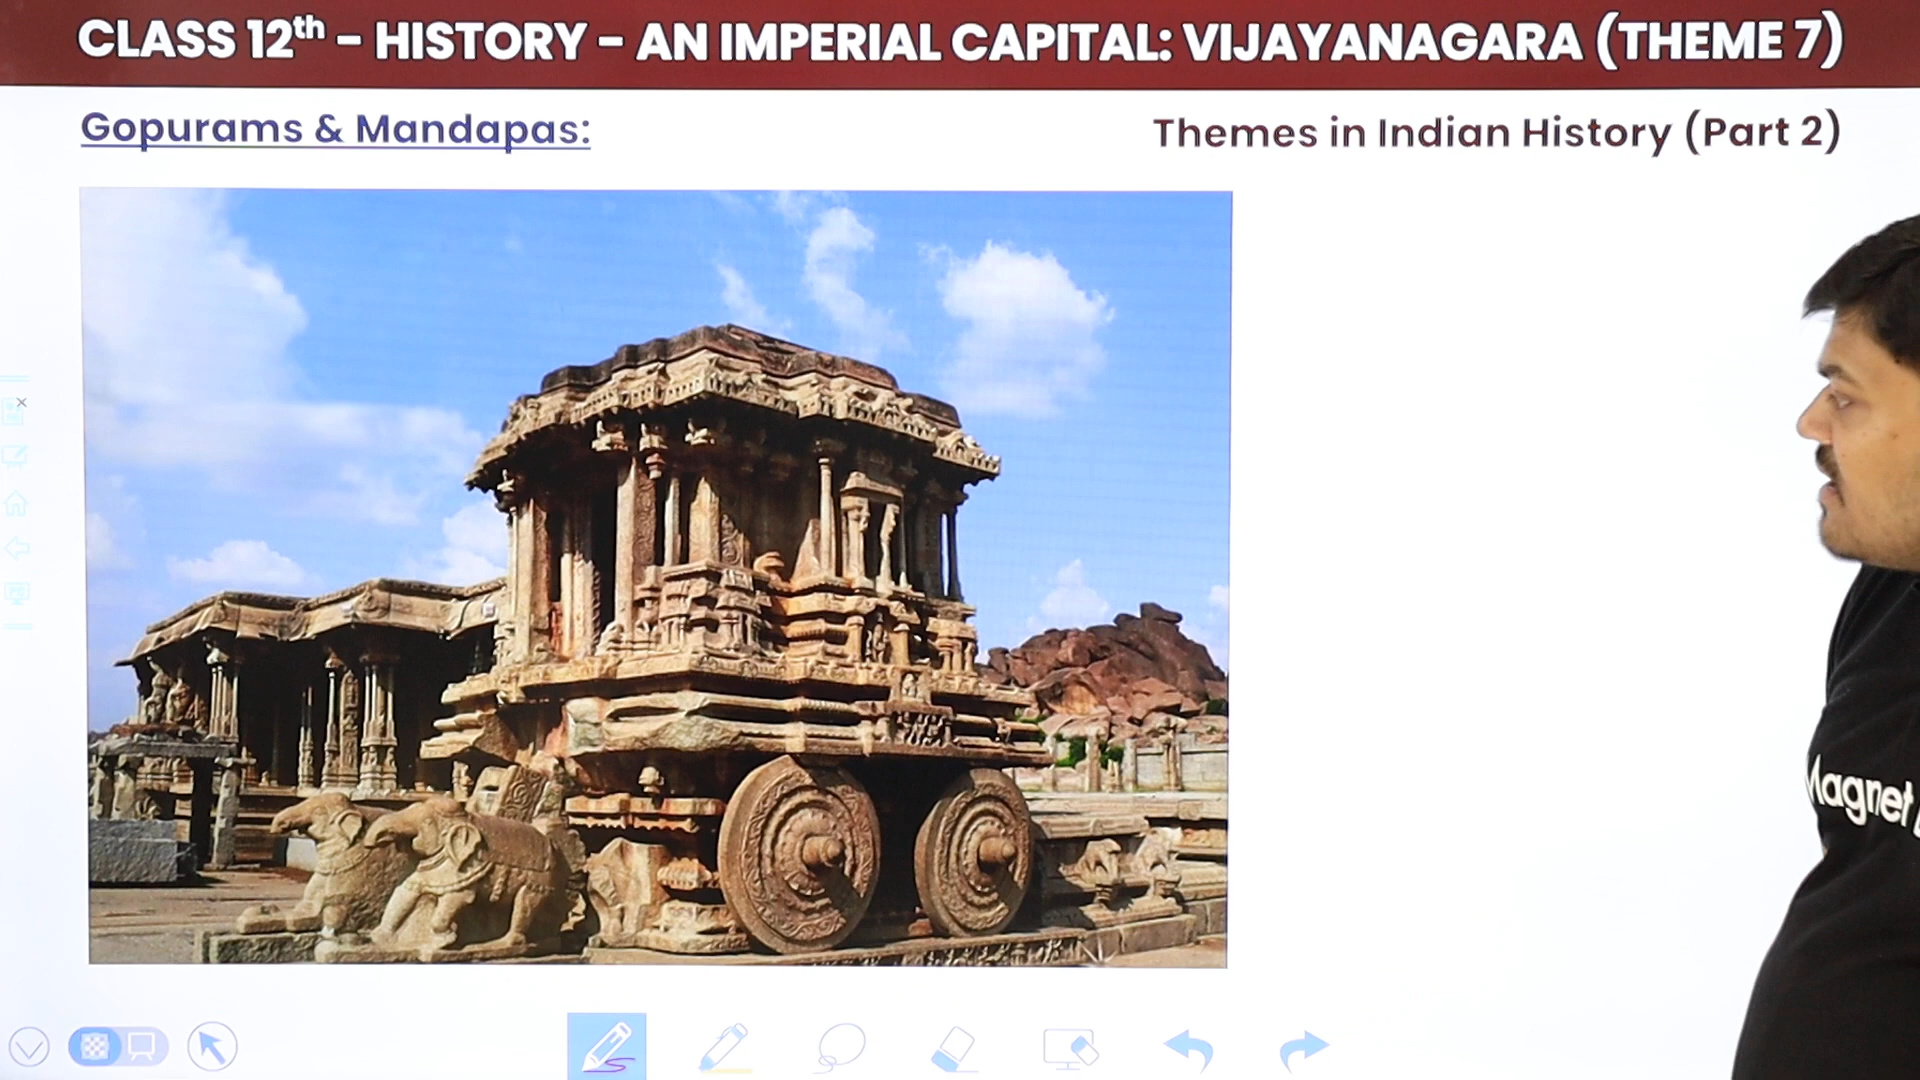 CLASS 12th - HISTORY - AN IMPERIAL CAPITAL: VIJAYANAGARA (THEME 7)
Gopurams & Mandapas:
Themes in Indian History (Part 2)
Magnet